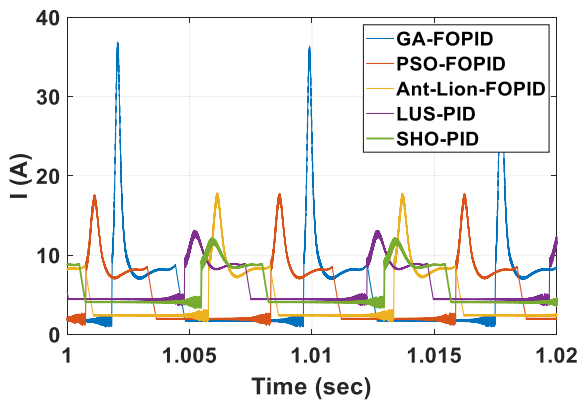 40
30
20
10
0
I (A)
GA-FOPID
PSO-FOPID
Ant-Lion-FOPID
LUS-PID
SHO-PID
1
1.005
1.01
1.015
1.02
Time (sec)